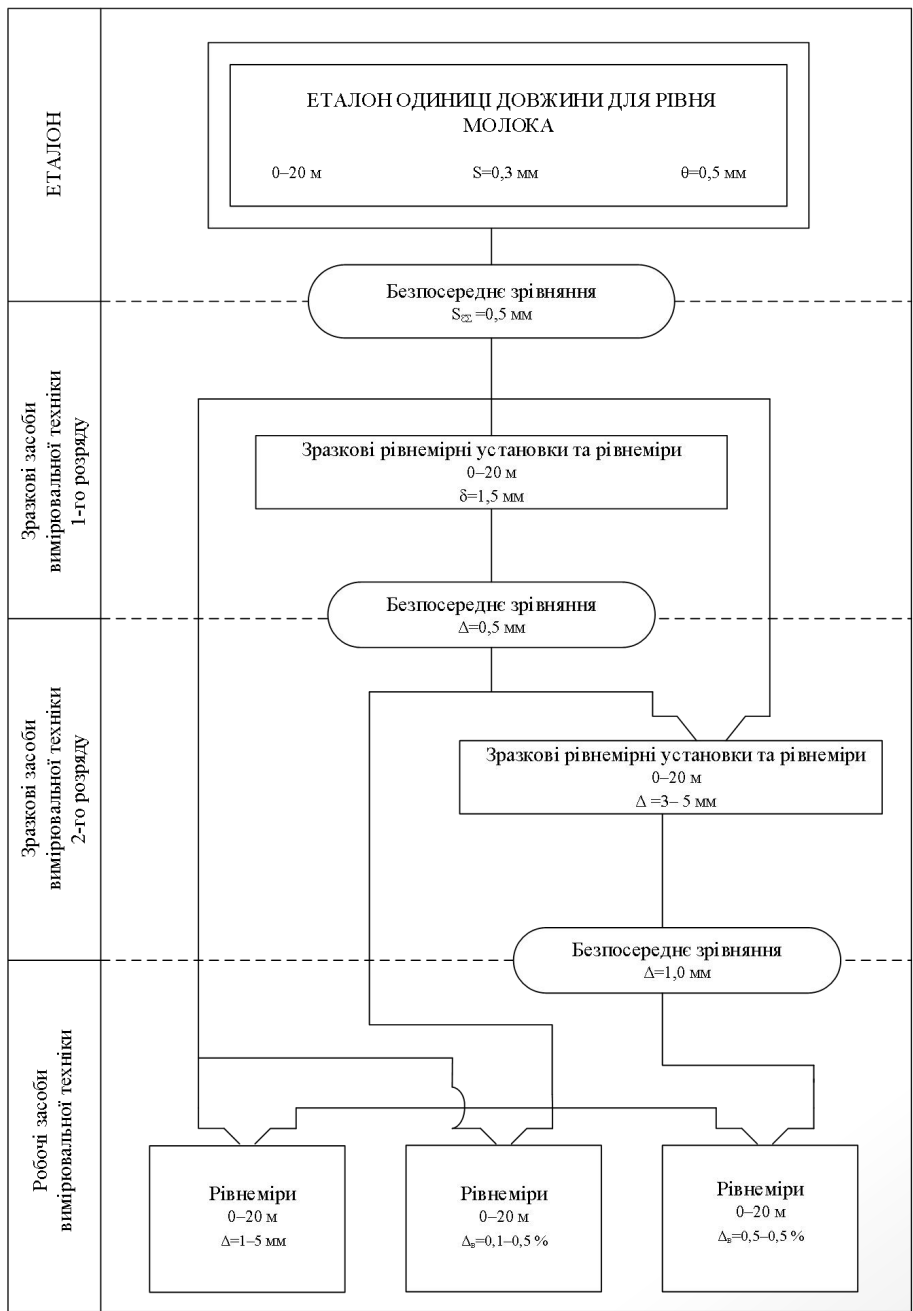 ЕТАЛОН
ЕТАЛОН ОДИНИЦІ ДОВЖИНИ ДЛЯ РІВНЯ
МОЛОКА
0–20 м S=0,3 мм θ=0,5 мм
Безпосереднє зрівняння
=0,5 мм
Зразкові засоби
вимірювальної техніки
1-го розряду
Зразкові рівнемірні установки та рівнеміри
0–20 м
δ=1,5 мм
Безпосереднє зрівняння
Δ=0,5 мм
Зразкові засоби
вимірювальної техніки
2-го розряду
Зразкові рівнемірні установки та рівнеміри
0–20 м
Δ =3– 5 мм
Безпосереднє зрівняння
Δ=1,0 мм
Робочі засоби
вимірювальної техніки
Рівнеміри
0–20 м
Δ=1–5 мм
Рівнеміри
0–20 м
Δв=0,1–0,5 %
Рівнеміри
0–20 м
Δв=0,5–0,5 %